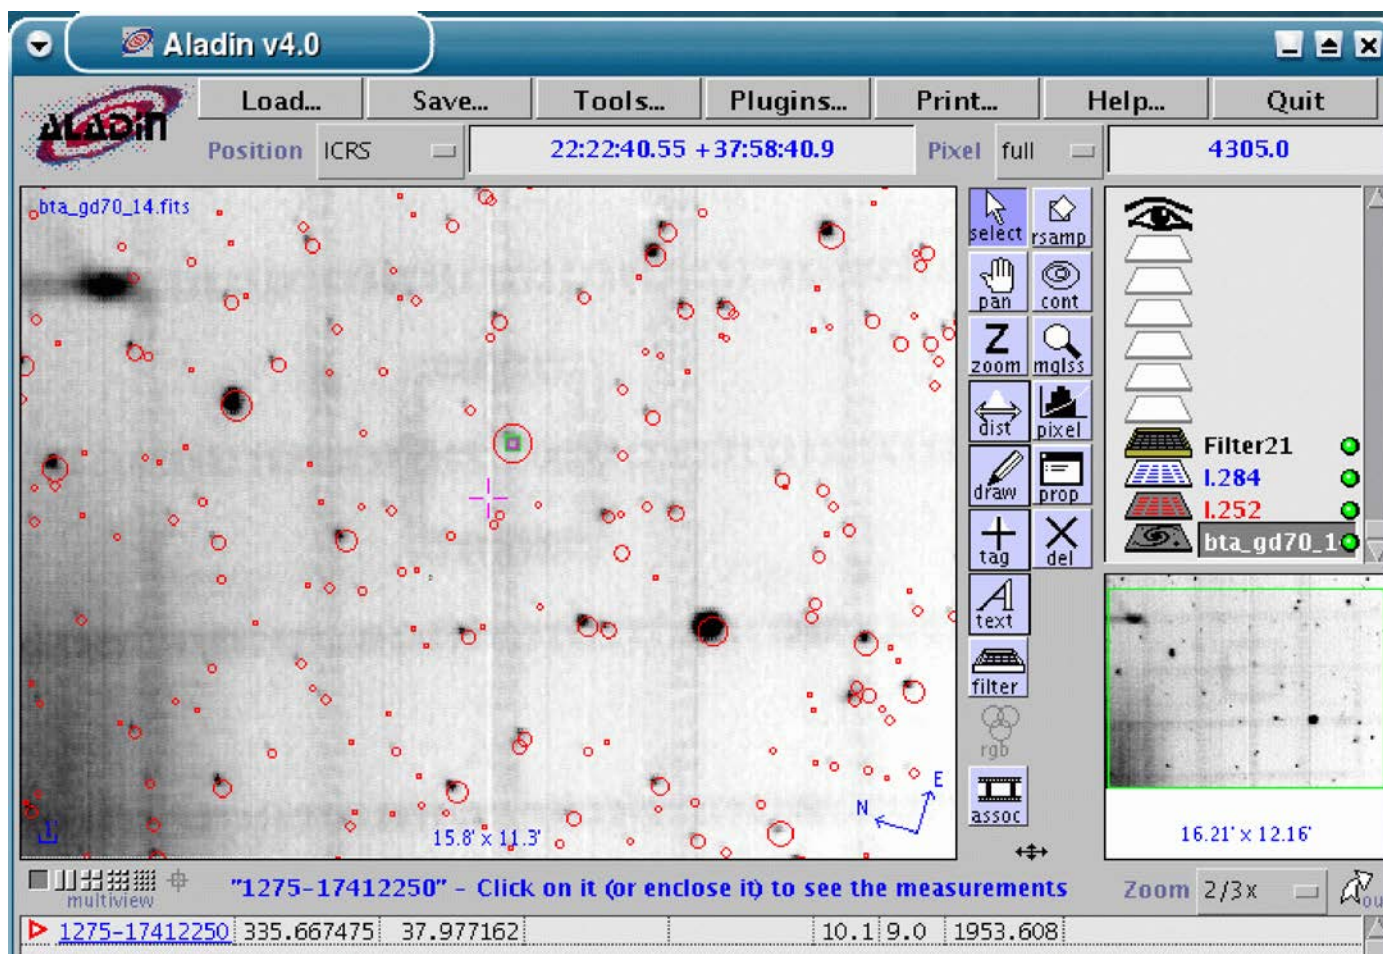 Aladin v4.0
ALADIN
Load... Save... Tools... Plugins... Print... Help... Quit
Position ICRS 22:22:40.55 +37:58:40.9 Pixel full 4305.0
bta_gd70_14.fits
select rsamp
pan cont
zoom mglss
dist pixel
draw prop
tag del
text
filter
rgb
assoc
Filter21
I.284
I.252
bta_gd70_1
1'
15.8' x 11.3'
N
E
16.21' x 12.16'
multiview
"1275-17412250" - Click on it (or enclose it) to see the measurements
Zoom 2/3x
1275-17412250 335.667475 37.977162 10.1 9.0 1953.608